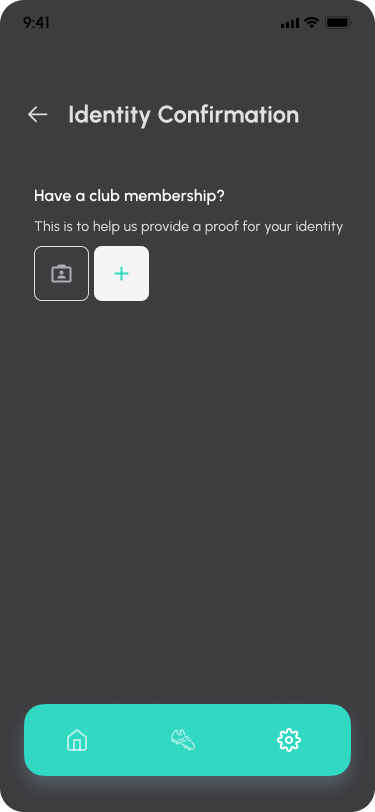 9:41
Identity Confirmation
Have a club membership?
This is to help us provide a proof for your identity